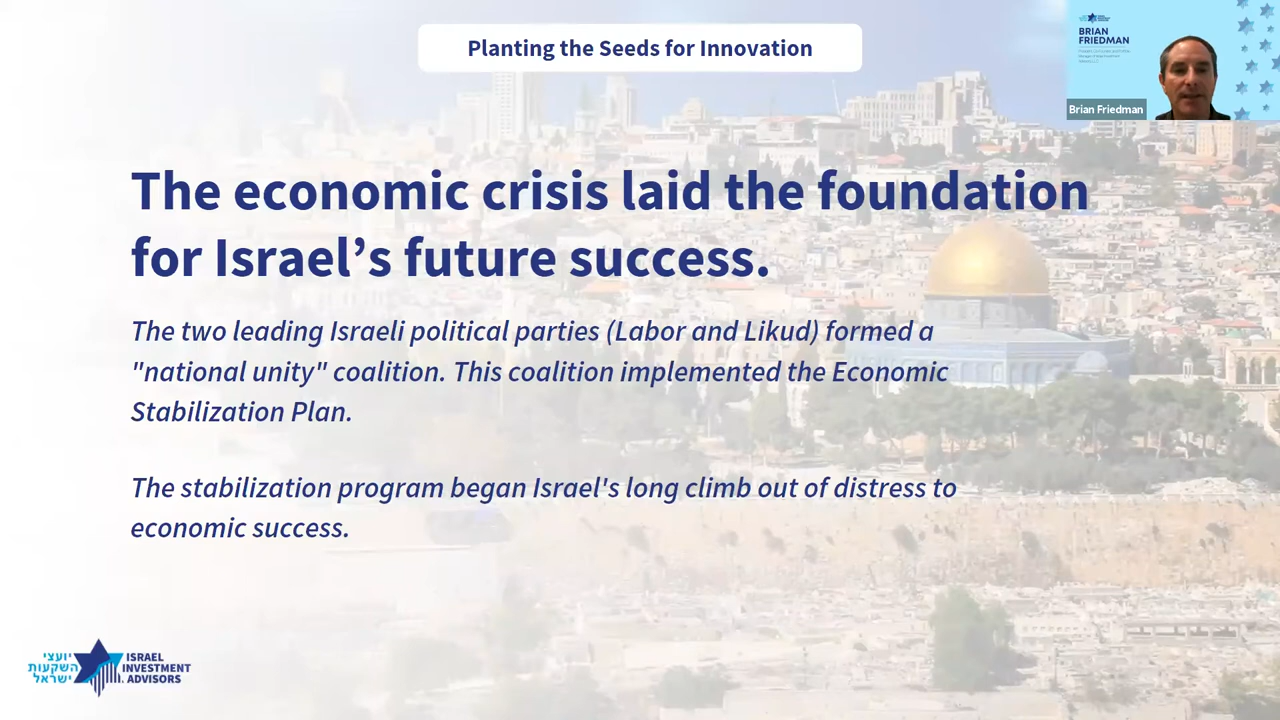 Planting the Seeds for Innovation
BRIAN
FRIEDMAN
Brian Friedman
The economic crisis laid the foundation
for Israel’s future success.
The two leading Israeli political parties (Labor and Likud) formed a
"national unity" coalition. This coalition implemented the Economic
Stabilization Plan.
The stabilization program began Israel's long climb out of distress to
economic success.
יועצי
השקעות
ישראל
ISRAEL
INVESTMENT
ADVISORS